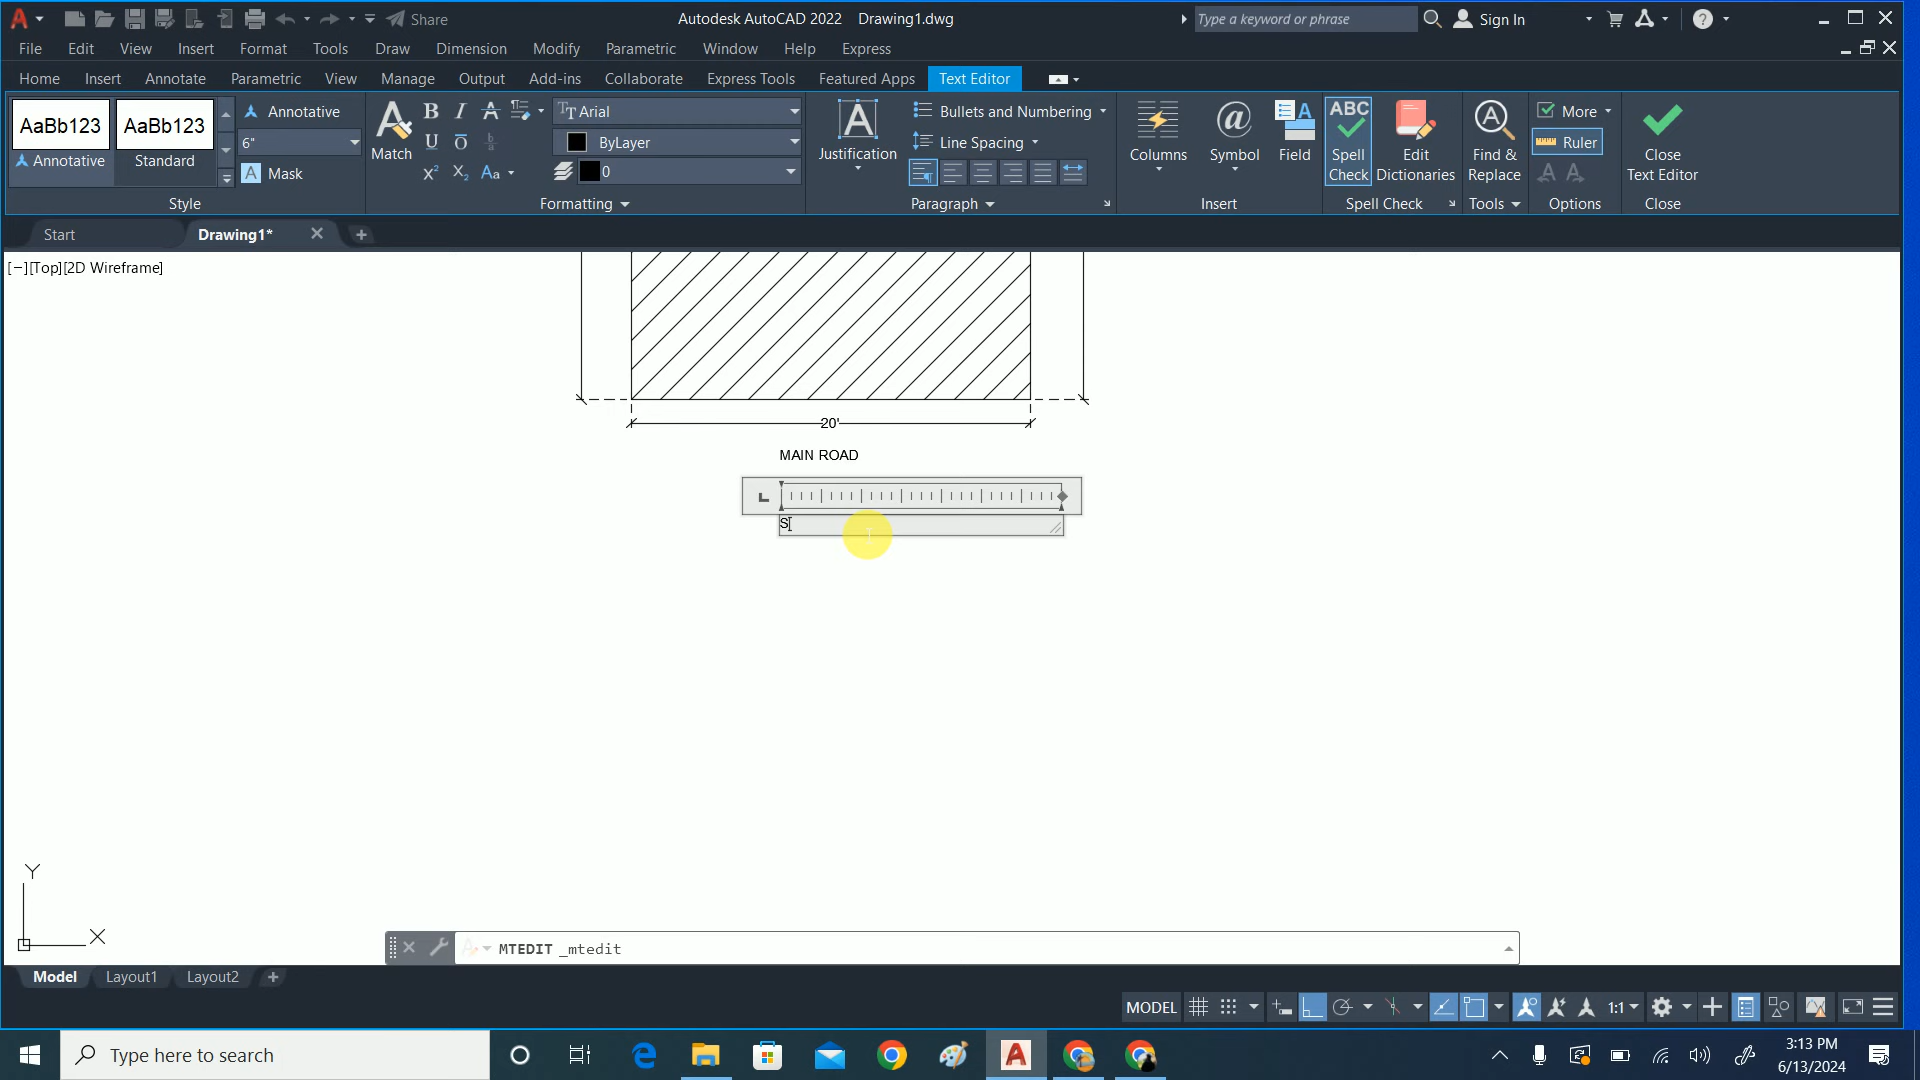 Share
Autodesk AutoCAD 2022 Drawing1.dwg
Type a keyword or phrase
Sign In
File Edit View Insert Format Tools Draw Dimension Modify Parametric Window Help Express
Home Insert Annotate Parametric View Manage Output Add-ins Collaborate Express Tools Featured Apps Text Editor
AaBb123 AaBb123
Annotative Standard
Annotative
6"
Mask
Style
Match
Arial
ByLayer
0
Formatting
Justification
Bullets and Numbering
Line Spacing
Paragraph
Columns
Symbol
Field
Insert
ABC
Spell Check
Edit Dictionaries
Spell Check
Find & Replace
Tools
More
Ruler
Options
Close Text Editor
Close
Start
Drawing1*
[−][Top][2D Wireframe]
20'
MAIN ROAD
S
Y
X
MTEDIT _mtedit
Model Layout1 Layout2
MODEL
1:1
Type here to search
3:13 PM
6/13/2024